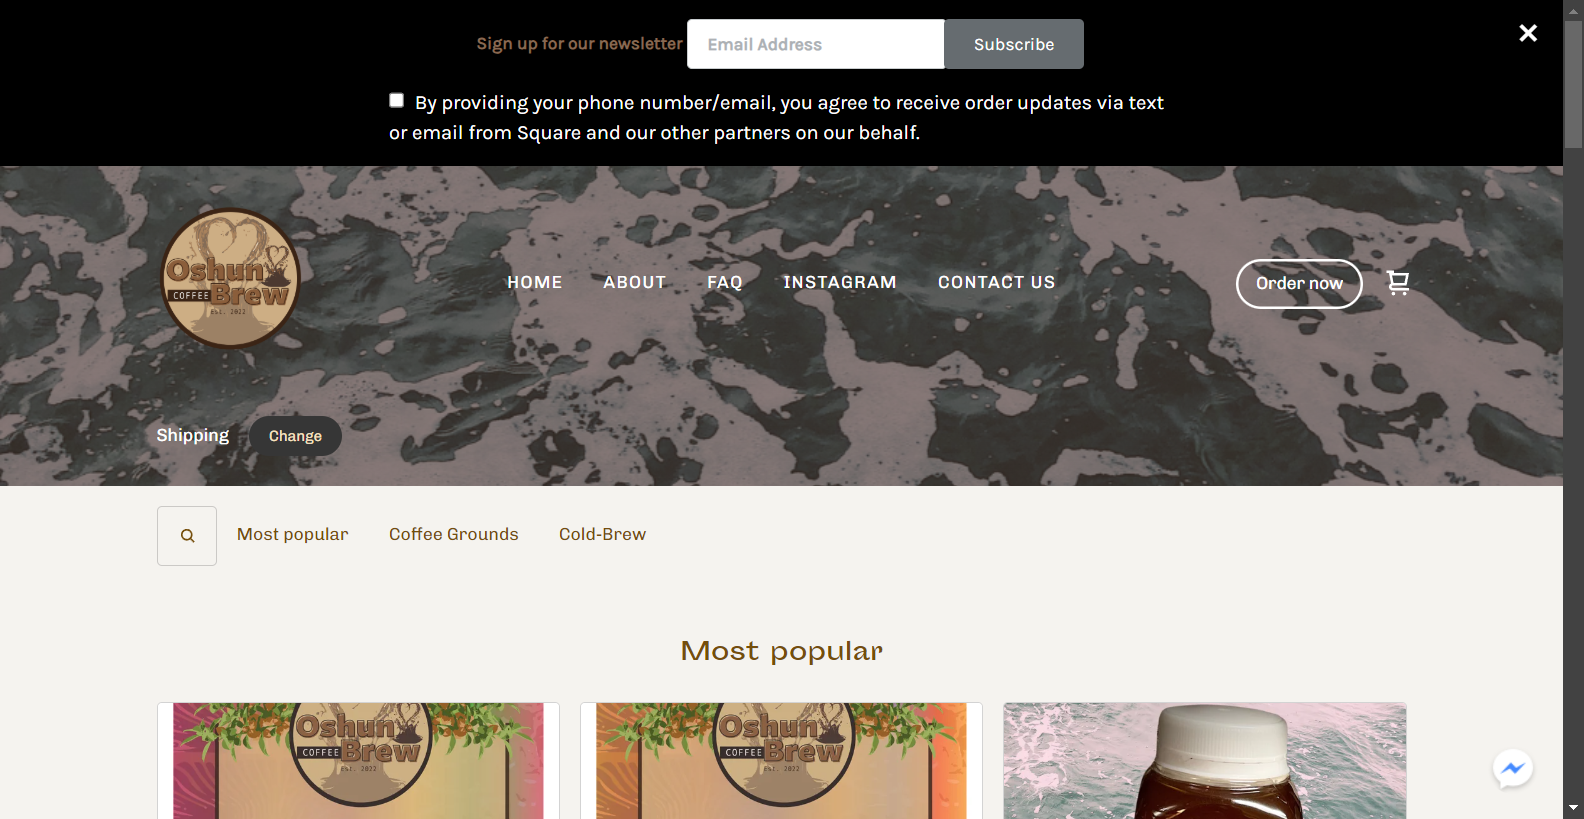 Sign up for our newsletter
Email Address
Subscribe
By providing your phone number/email, you agree to receive order updates via text
or email from Square and our other partners on our behalf.
Oshun
COFFEE Brew
EST. 2022
HOME
ABOUT
FAQ
INSTAGRAM
CONTACT US
Order now
Shipping
Change
Most popular
Coffee Grounds
Cold-Brew
Most popular
Oshun
COFFEE Brew
EST. 2022
Oshun
COFFEE Brew
EST. 2022